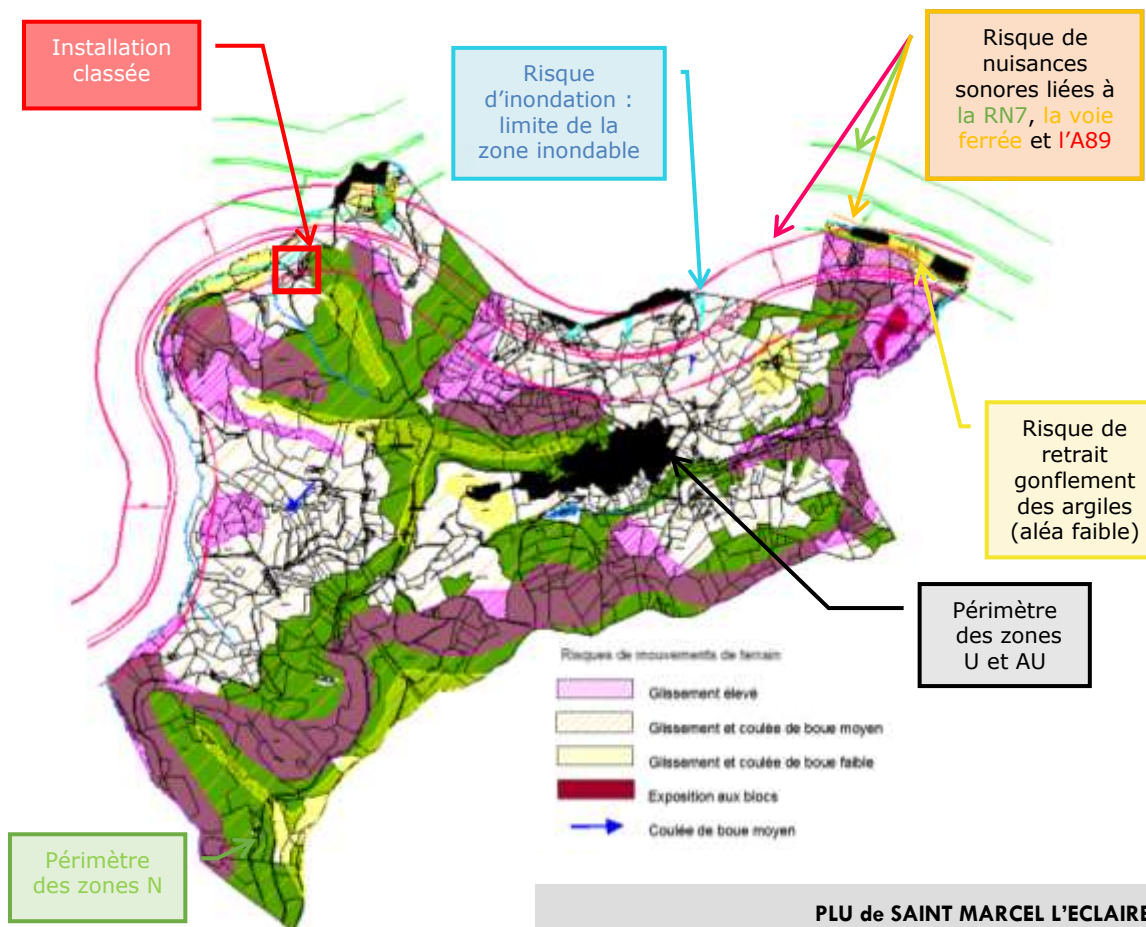 Installation
classée
Risque
d’inondation :
limite de la
zone inondable
Risque de
nuisances
sonores liées à
la RN7, la voie
ferrée et l’A89
Risque de
retrait
gonflement
des argiles
(aléa faible)
Périmètre
des zones
U et AU
Risques de mouvements de terrain
Glissement élevé
Glissement et coulée de boue moyen
Glissement et coulée de boue faible
Exposition aux blocs
Coulée de boue moyen
Périmètre
des zones N
PLU de SAINT MARCEL L’ECLAIRE